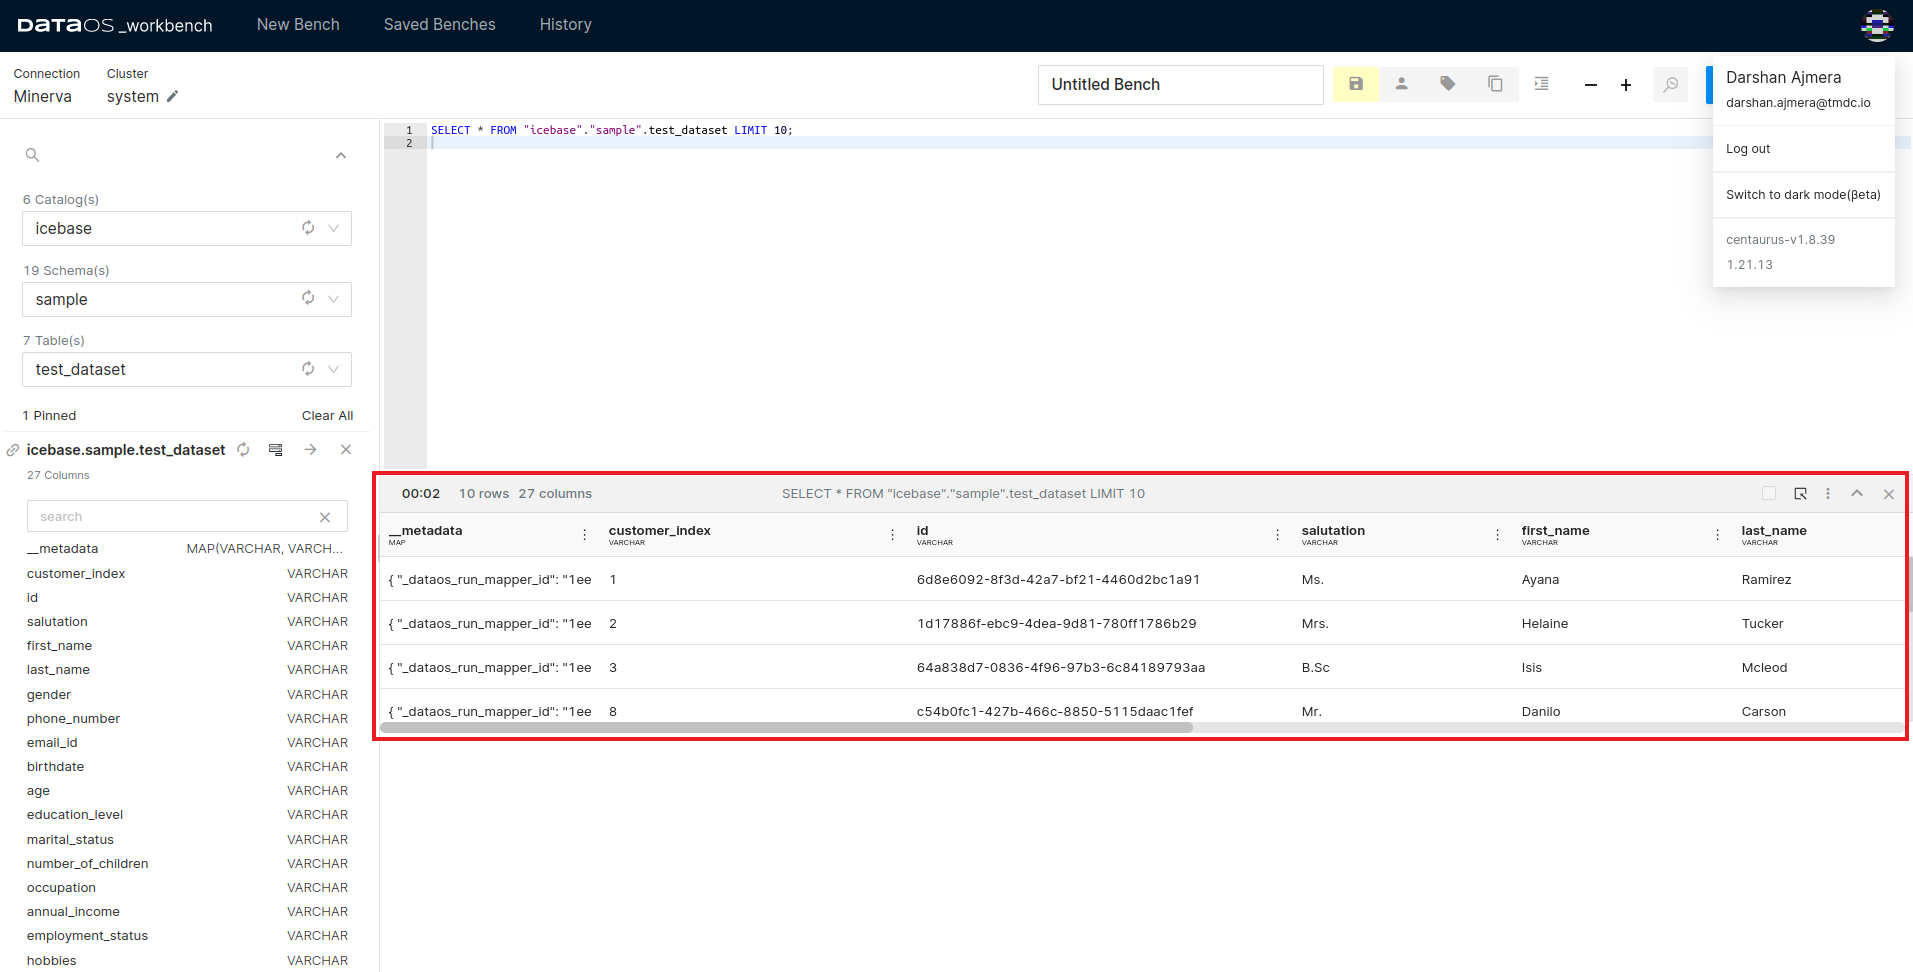 DATAOS_workbench New Bench Saved Benches History
Connection Cluster
Minerva system
Untitled Bench
Darshan Ajmera
darshan.ajmera@tmdc.io
Log out
Switch to dark mode(βeta)
centaurus-v1.8.39
1.21.13
6 Catalog(s)
icebase
19 Schema(s)
sample
7 Table(s)
test_dataset
1 Pinned Clear All
icebase.sample.test_dataset
27 Columns
search
__metadata MAP(VARCHAR, VARCH...
customer_index VARCHAR
id VARCHAR
salutation VARCHAR
first_name VARCHAR
last_name VARCHAR
gender VARCHAR
phone_number VARCHAR
email_id VARCHAR
birthdate VARCHAR
age VARCHAR
education_level VARCHAR
marital_status VARCHAR
number_of_children VARCHAR
occupation VARCHAR
annual_income VARCHAR
employment_status VARCHAR
hobbies VARCHAR
1 SELECT * FROM "icebase"."sample".test_dataset LIMIT 10;
2
00:02 10 rows 27 columns SELECT * FROM "icebase"."sample".test_dataset LIMIT 10
__metadata customer_index id salutation first_name last_name
MAP VARCHAR VARCHAR VARCHAR VARCHAR VARCHAR
{ "_dataos_run_mapper_id": "1ee 1 6d8e6092-8f3d-42a7-bf21-4460d2bc1a91 Ms. Ayana Ramirez
{ "_dataos_run_mapper_id": "1ee 2 1d17886f-ebc9-4dea-9d81-780ff1786b29 Mrs. Helaine Tucker
{ "_dataos_run_mapper_id": "1ee 3 64a838d7-0836-4f96-97b3-6c84189793aa B.Sc Isis Mcleod
{ "_dataos_run_mapper_id": "1ee 8 c54b0fc1-427b-466c-8850-5115daac1fef Mr. Danilo Carson